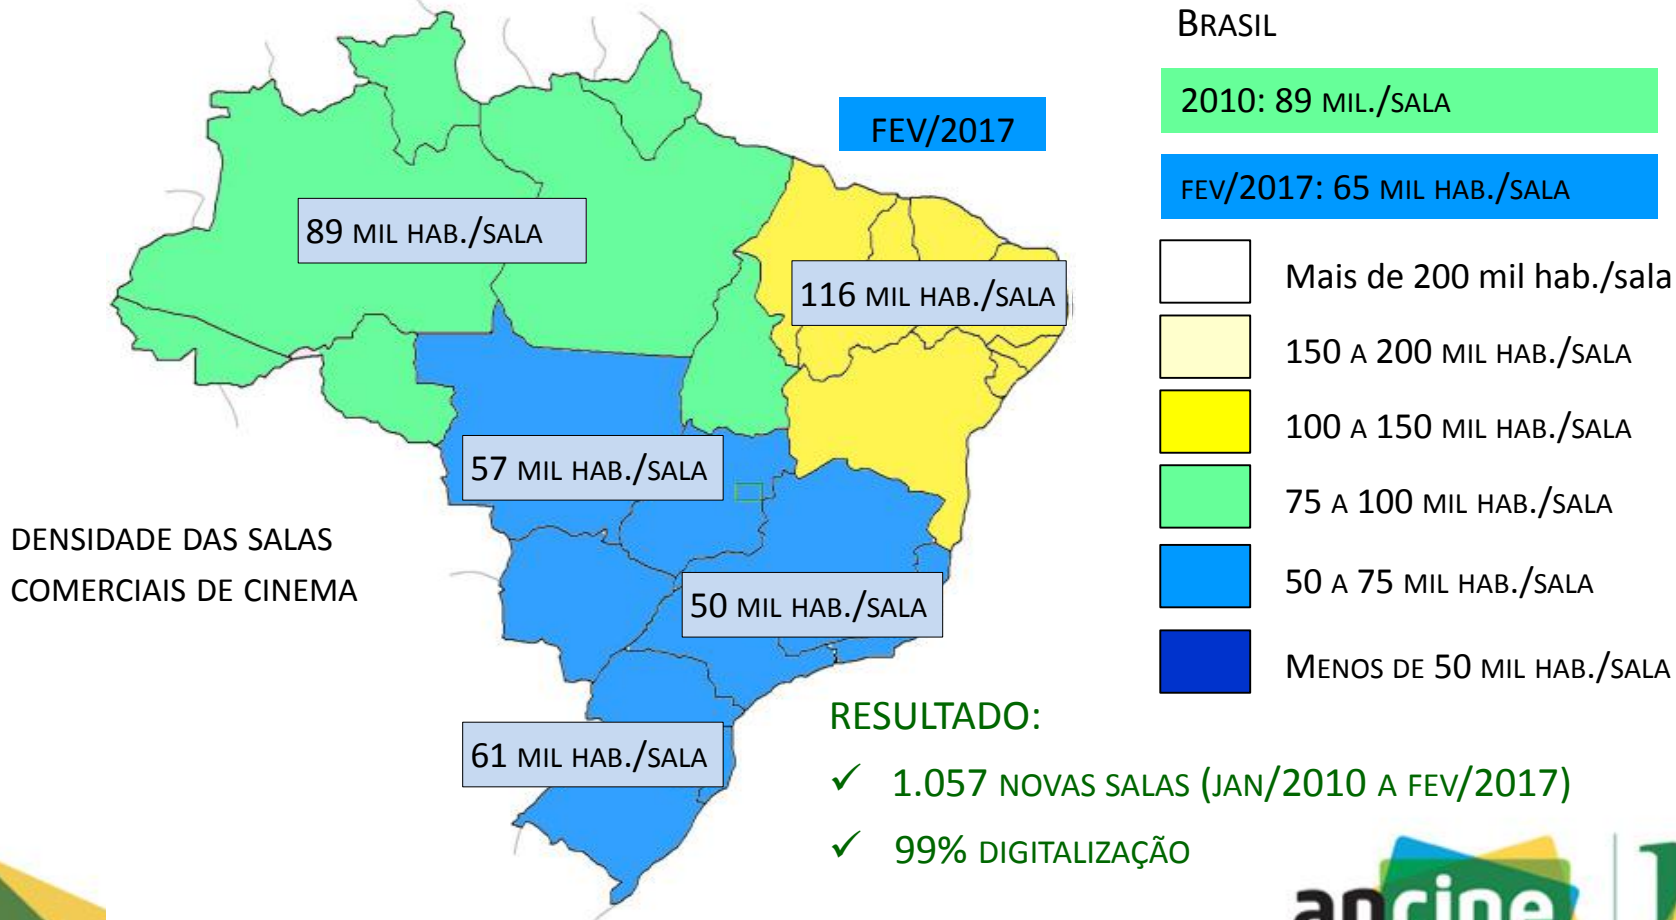 BRASIL
2010: 89 MIL./SALA
FEV/2017
FEV/2017: 65 MIL HAB./SALA
89 MIL HAB./SALA
116 MIL HAB./SALA
57 MIL HAB./SALA
50 MIL HAB./SALA
61 MIL HAB./SALA
Mais de 200 mil hab./sala
150 A 200 MIL HAB./SALA
100 A 150 MIL HAB./SALA
75 A 100 MIL HAB./SALA
50 A 75 MIL HAB./SALA
MENOS DE 50 MIL HAB./SALA
DENSIDADE DAS SALAS
COMERCIAIS DE CINEMA
RESULTADO:
✓ 1.057 NOVAS SALAS (JAN/2010 A FEV/2017)
✓ 99% DIGITALIZAÇÃO
ancine